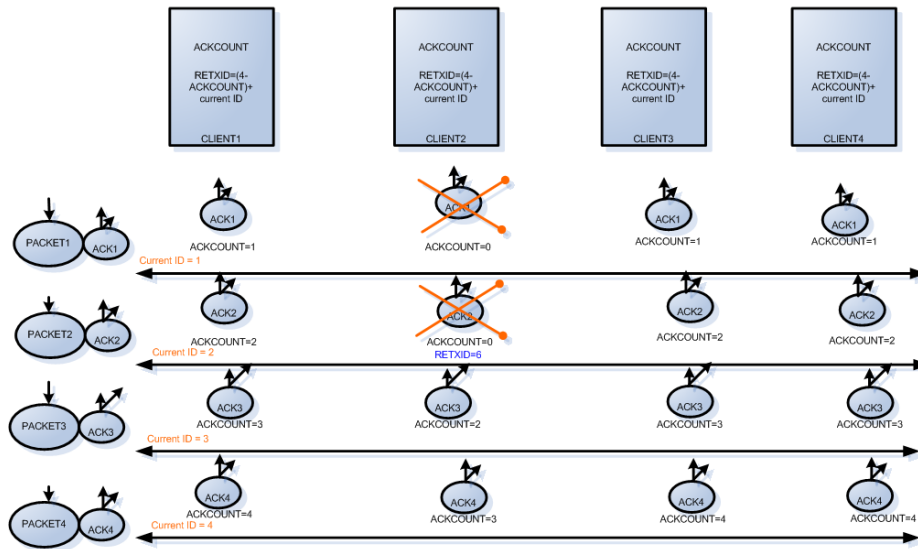 ACKCOUNT
RETXID=(4-
ACKCOUNT)+
current ID
CLIENT1
ACKCOUNT
RETXID=(4-
ACKCOUNT)+
current ID
CLIENT2
ACKCOUNT
RETXID=(4-
ACKCOUNT)+
current ID
CLIENT3
ACKCOUNT
RETXID=(4-
ACKCOUNT)+
current ID
CLIENT4
PACKET1
ACK1
ACK1
ACKCOUNT=1
ACK1
ACKCOUNT=0
ACK1
ACKCOUNT=1
ACK1
ACKCOUNT=1
Current ID = 1
PACKET2
ACK2
ACK2
ACKCOUNT=2
ACK2
ACKCOUNT=0
RETXID=6
ACK2
ACKCOUNT=2
ACK2
ACKCOUNT=2
Current ID = 2
PACKET3
ACK3
ACK3
ACKCOUNT=3
ACK3
ACKCOUNT=2
ACK3
ACKCOUNT=3
ACK3
ACKCOUNT=3
Current ID = 3
PACKET4
ACK4
ACK4
ACKCOUNT=4
ACK4
ACKCOUNT=3
ACK4
ACKCOUNT=4
ACK4
ACKCOUNT=4
Current ID = 4